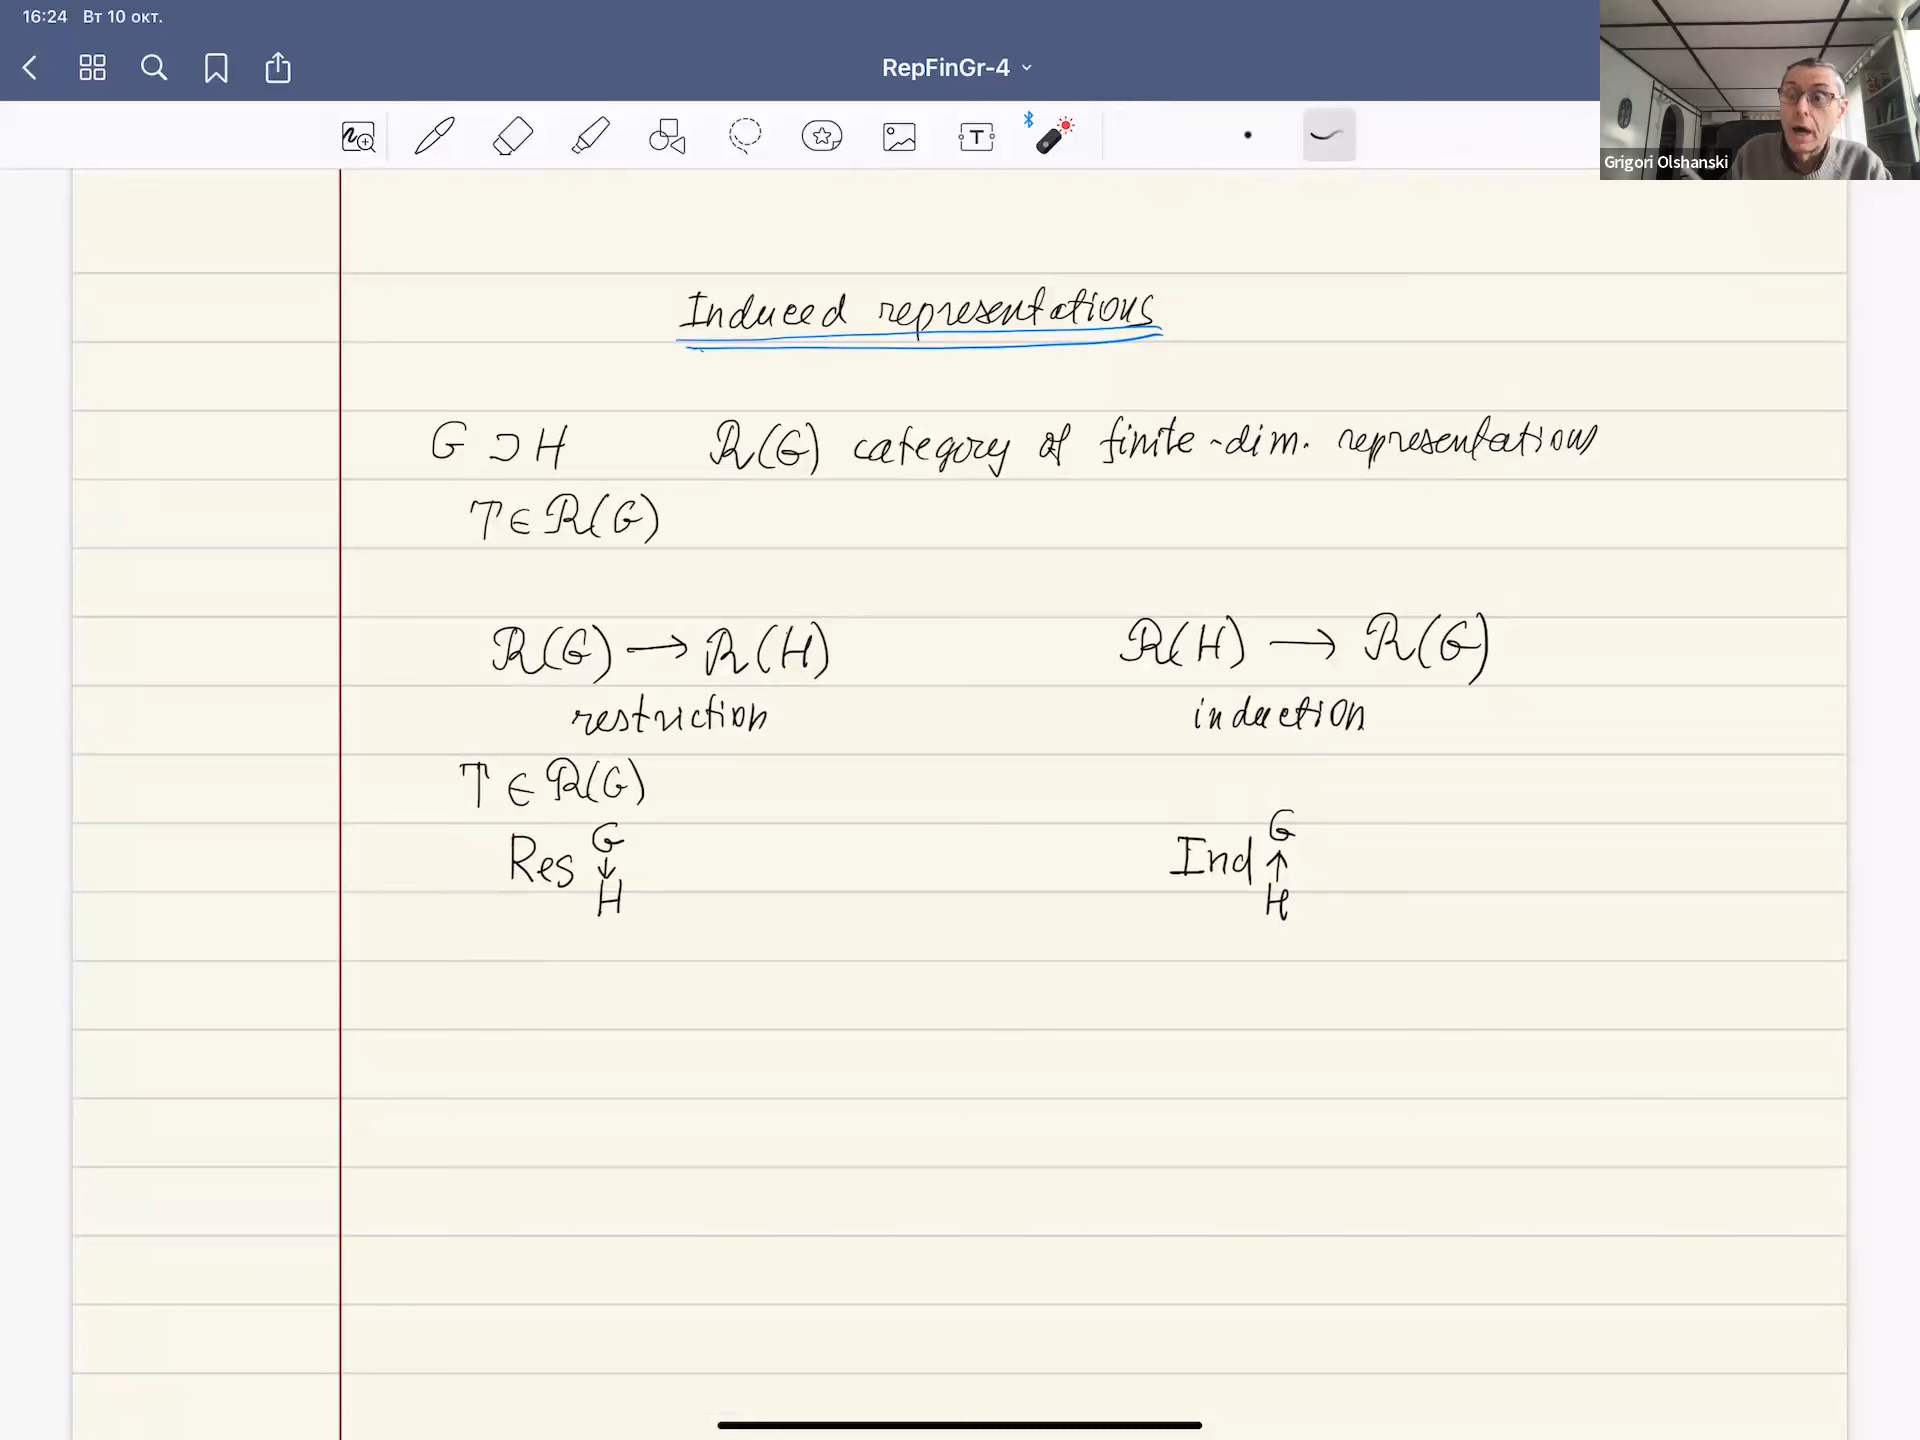 16:24 Вт 10 окт.
RepFinGr-4
T
Grigori Olshanski
Induced representations
G ⊃ H R(G) category of finite-dim. representations
T ∈ R(G)
R(G) → R(H) R(H) → R(G)
restriction induction
T ∈ R(G)
Res G ↓ H Ind G ↑ H